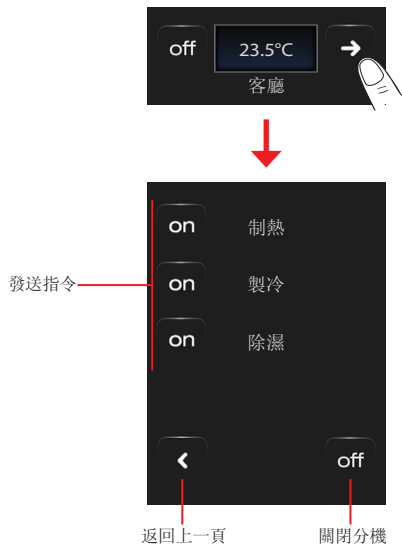 off 23.5°C
客廳
on 制熱
發送指令 on 製冷
on 除濕
off
返回上一頁 關閉分機